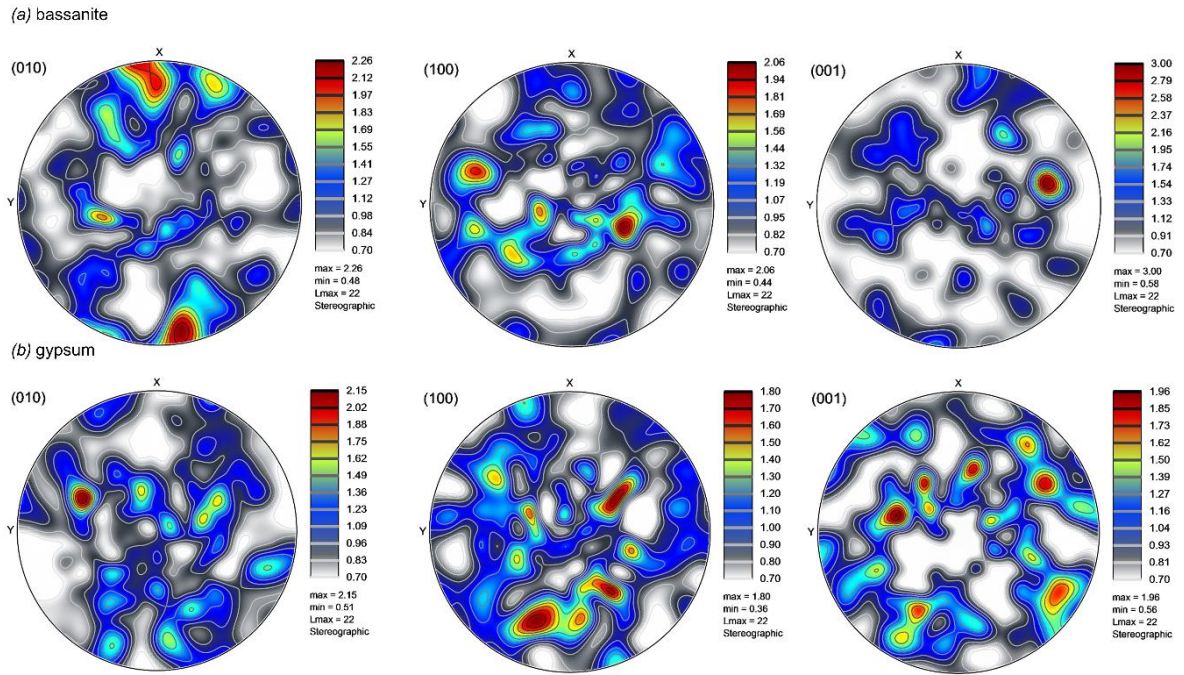 (a) bassanite
X
(010)
Y
2.26
2.12
1.97
1.83
1.69
1.55
1.41
1.27
1.12
0.98
0.84
0.70
max = 2.26
min = 0.48
Lmax = 22
Stereographic
X
(100)
Y
2.06
1.94
1.81
1.69
1.56
1.44
1.32
1.19
1.07
0.95
0.82
0.70
max = 2.06
min = 0.44
Lmax = 22
Stereographic
X
(001)
Y
3.00
2.79
2.58
2.37
2.16
1.95
1.74
1.54
1.33
1.12
0.91
0.70
max = 3.00
min = 0.58
Lmax = 22
Stereographic
(b) gypsum
X
(010)
Y
2.15
2.02
1.88
1.75
1.62
1.49
1.36
1.23
1.09
0.96
0.83
0.70
max = 2.15
min = 0.51
Lmax = 22
Stereographic
X
(100)
Y
1.80
1.70
1.60
1.50
1.40
1.30
1.20
1.10
1.00
0.90
0.80
0.70
max = 1.80
min = 0.36
Lmax = 22
Stereographic
X
(001)
Y
1.96
1.85
1.73
1.62
1.50
1.39
1.27
1.16
1.04
0.93
0.81
0.70
max = 1.96
min = 0.56
Lmax = 22
Stereographic